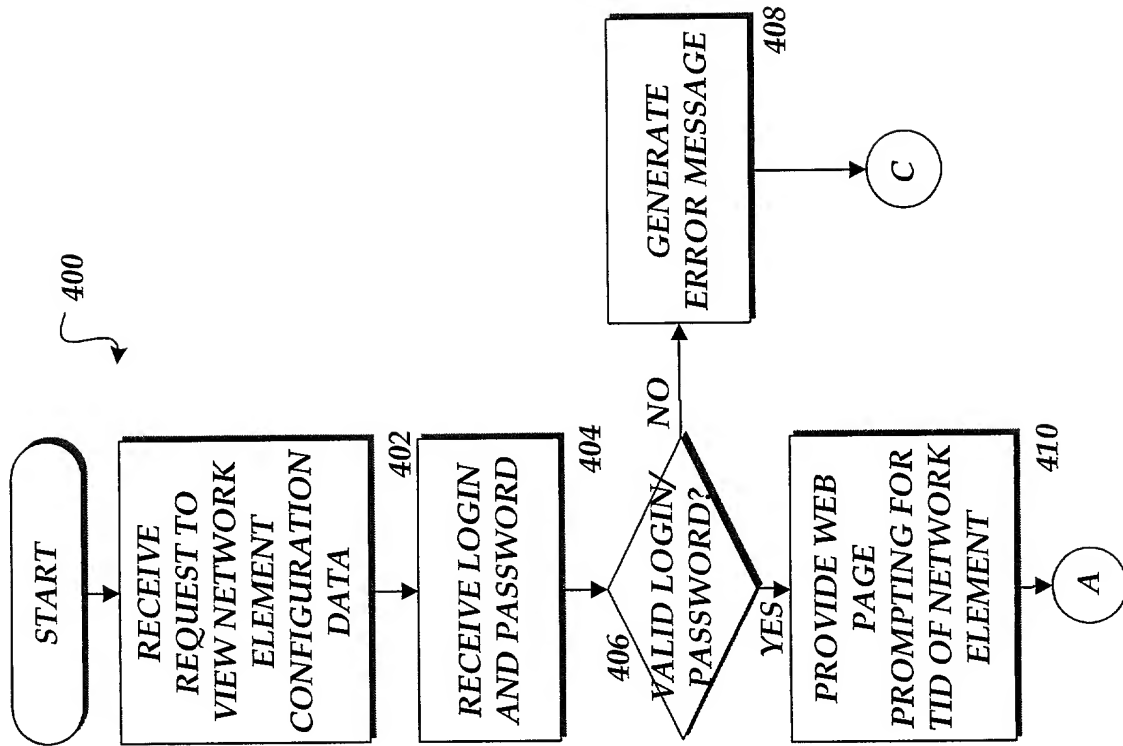 400
START
RECEIVE
REQUEST TO
VIEW NETWORK
ELEMENT
CONFIGURATION
DATA
402
RECEIVE LOGIN
AND PASSWORD
404
406
VALID LOGIN/
PASSWORD?
NO
YES
GENERATE
ERROR MESSAGE
408
C
PROVIDE WEB
PAGE
PROMPTING FOR
TID OF NETWORK
ELEMENT
410
A